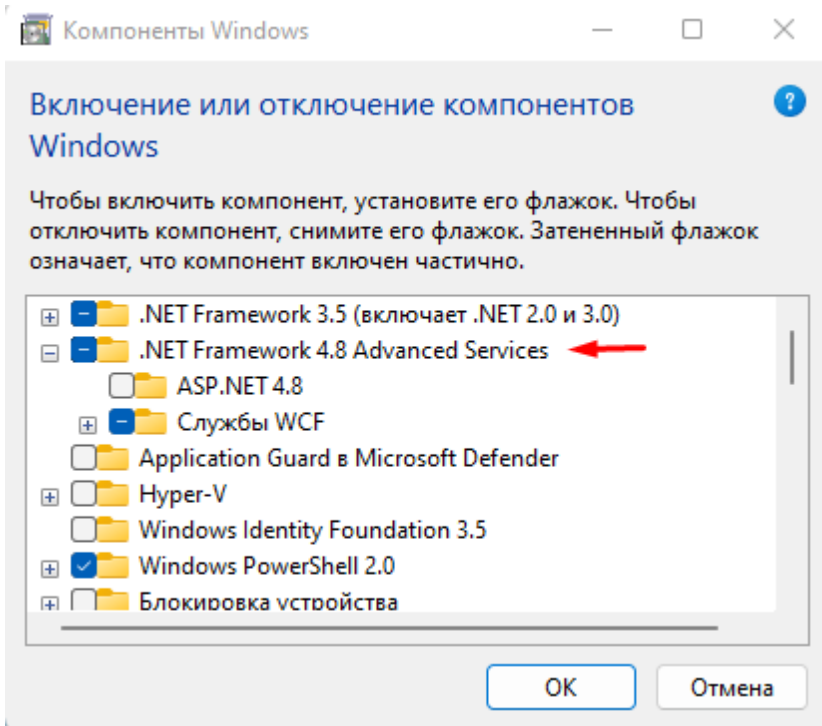 Компоненты Windows
Включение или отключение компонентов
Windows
Чтобы включить компонент, установите его флажок. Чтобы
отключить компонент, снимите его флажок. Затененный флажок
означает, что компонент включен частично.
.NET Framework 3.5 (включает .NET 2.0 и 3.0)
.NET Framework 4.8 Advanced Services
ASP.NET 4.8
Службы WCF
Application Guard в Microsoft Defender
Hyper-V
Windows Identity Foundation 3.5
Windows PowerShell 2.0
Блокировка устройства
ОК Отмена